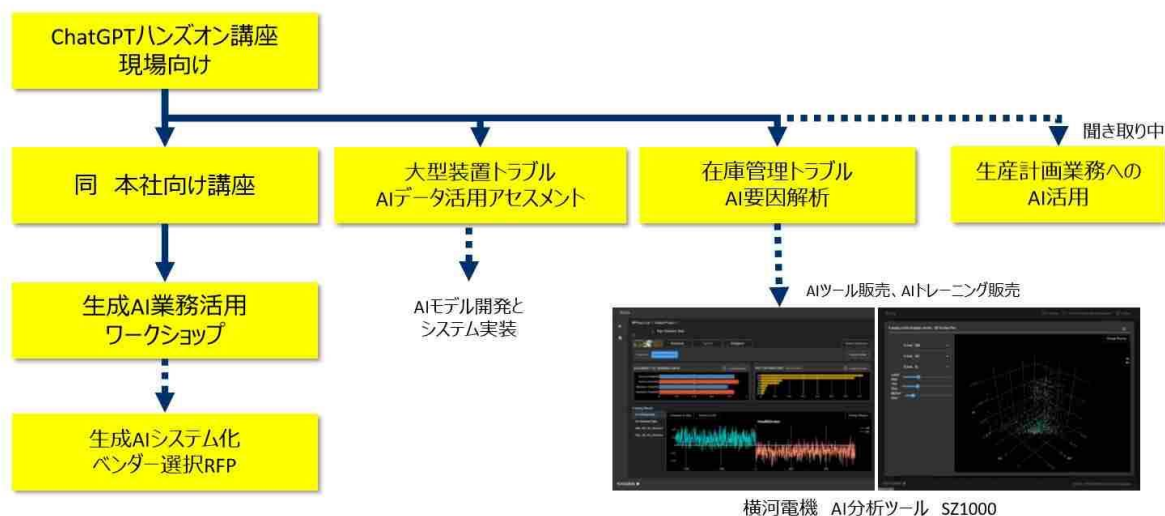 ChatGPTハンズオン講座
現場向け
聞き取り中
同 本社向け講座
大型装置トラブル
AIデータ活用アセスメント
在庫管理トラブル
AI要因解析
生産計画業務への
AI活用
生成AI業務活用
ワークショップ
AIモデル開発と
システム実装
AIツール販売、AIトレーニング販売
生成AIシステム化
ベンダー選択RFP
横河電機 AI分析ツール SZ1000